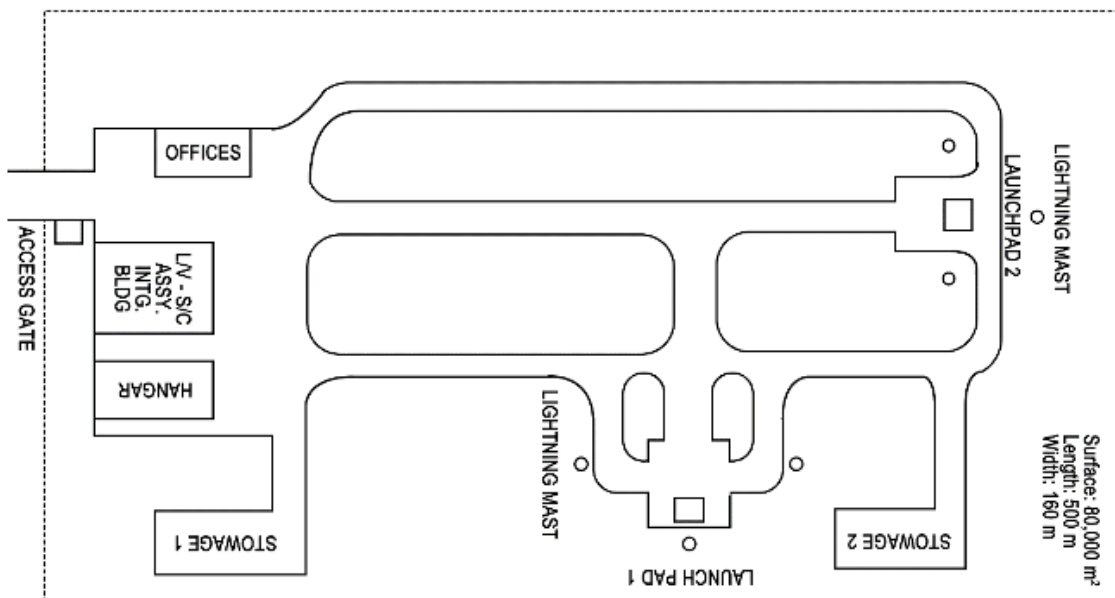 OFFICES
LIGHTNING MAST
LAUNCHPAD 2
ACCESS GATE
L/V - S/C
ASSY.
INTG.
BLDG
HANGAR
LIGHTNING MAST
STOWAGE 1
STOWAGE 2
LAUNCH PAD 1
Surface: 80,000 m²
Length: 500 m
Width: 160 m